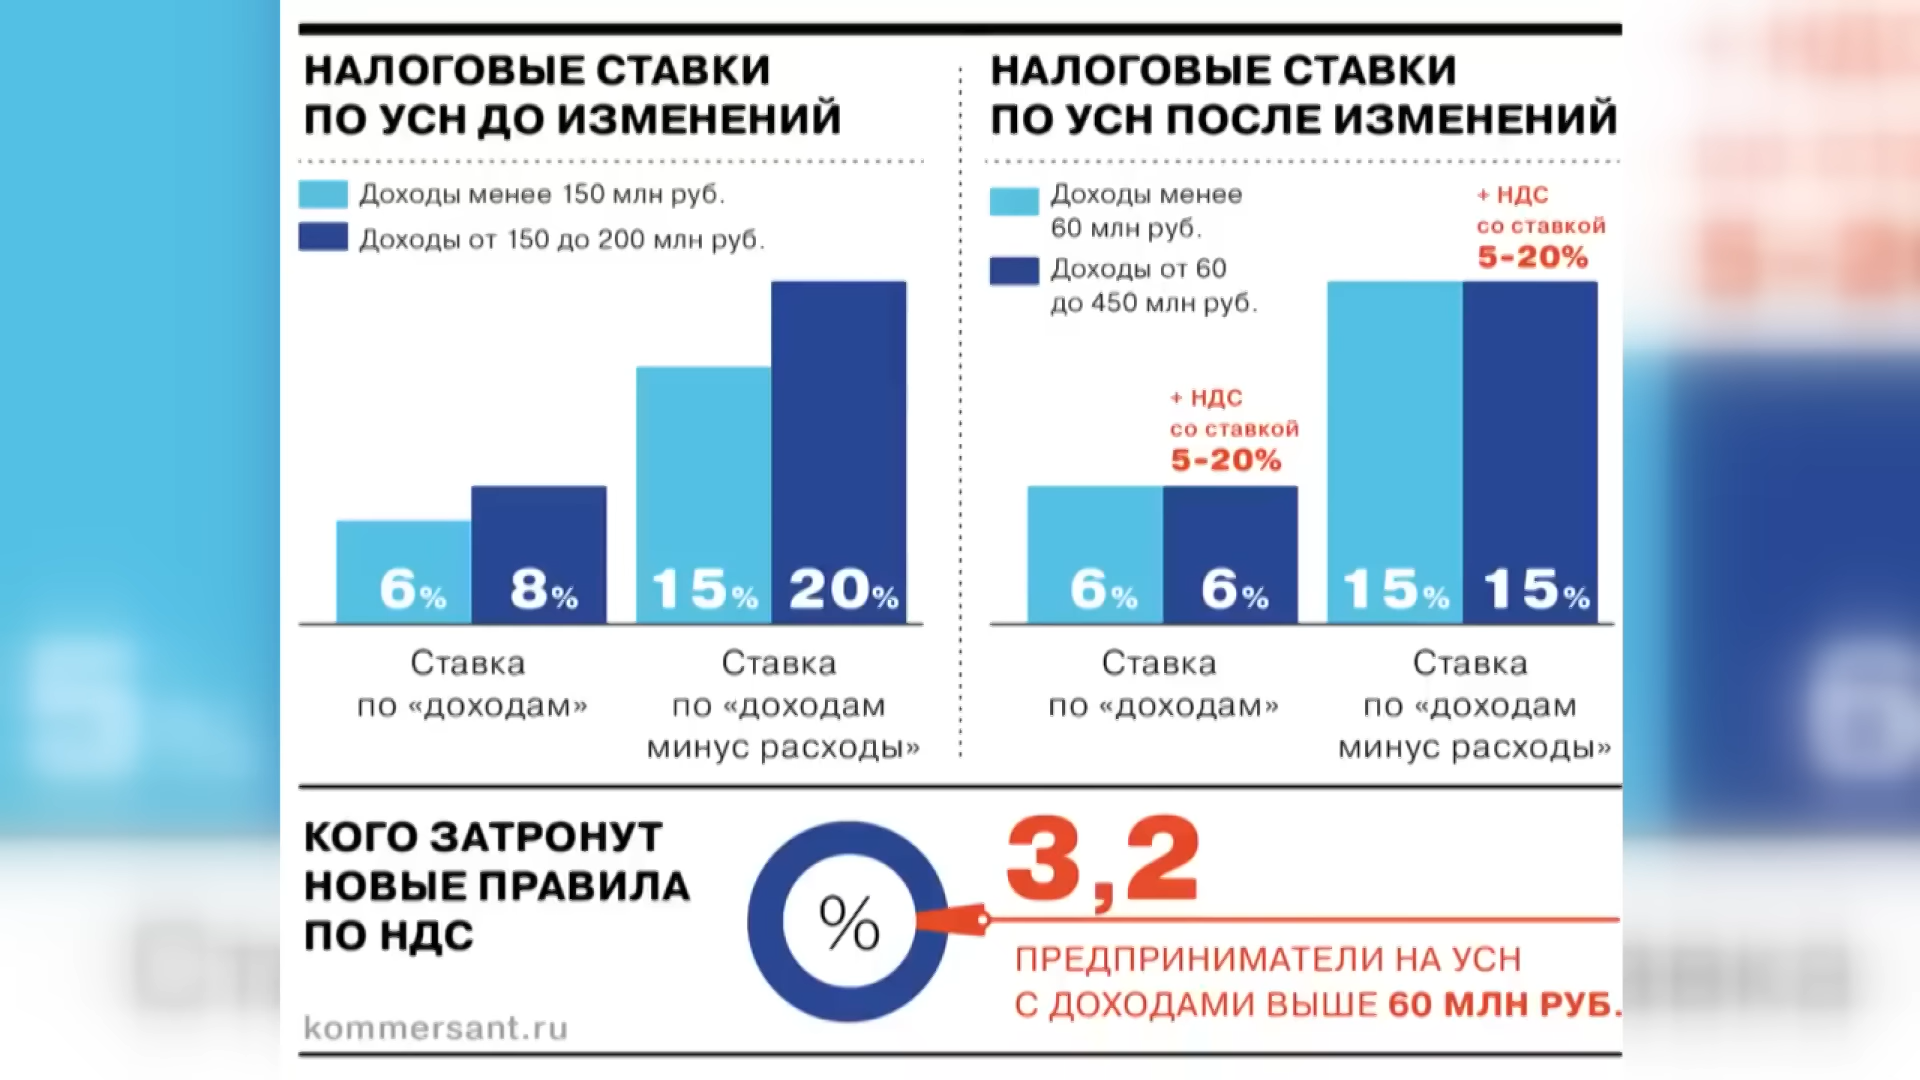 НАЛОГОВЫЕ СТАВКИ
ПО УСН ДО ИЗМЕНЕНИЙ
Доходы менее 150 млн руб.
Доходы от 150 до 200 млн руб.
6%
8%
15%
20%
Ставка
по «доходам»
Ставка
по «доходам
минус расходы»
НАЛОГОВЫЕ СТАВКИ
ПО УСН ПОСЛЕ ИЗМЕНЕНИЙ
Доходы менее
60 млн руб.
Доходы от 60
до 450 млн руб.
+ НДС
со ставкой
5-20%
+ НДС
со ставкой
5-20%
6%
6%
15%
15%
Ставка
по «доходам»
Ставка
по «доходам
минус расходы»
КОГО ЗАТРОНУТ
НОВЫЕ ПРАВИЛА
ПО НДС
%
3,2
ПРЕДПРИНИМАТЕЛИ НА УСН
С ДОХОДАМИ ВЫШЕ 60 МЛН РУБ.
kommersant.ru